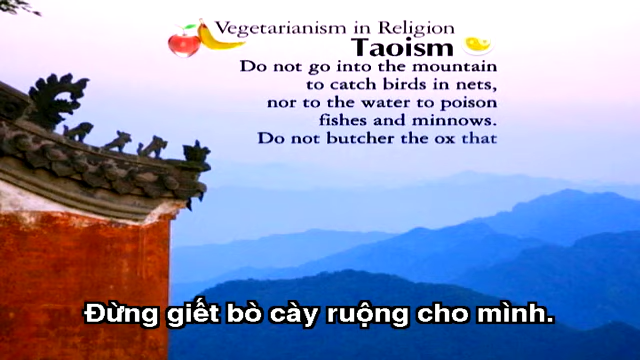 Vegetarianism in Religion
Taoism
Do not go into the mountain
to catch birds in nets,
nor to the water to poison
fishes and minnows.
Do not butcher the ox that
Đừng giết bò cày ruộng cho mình.